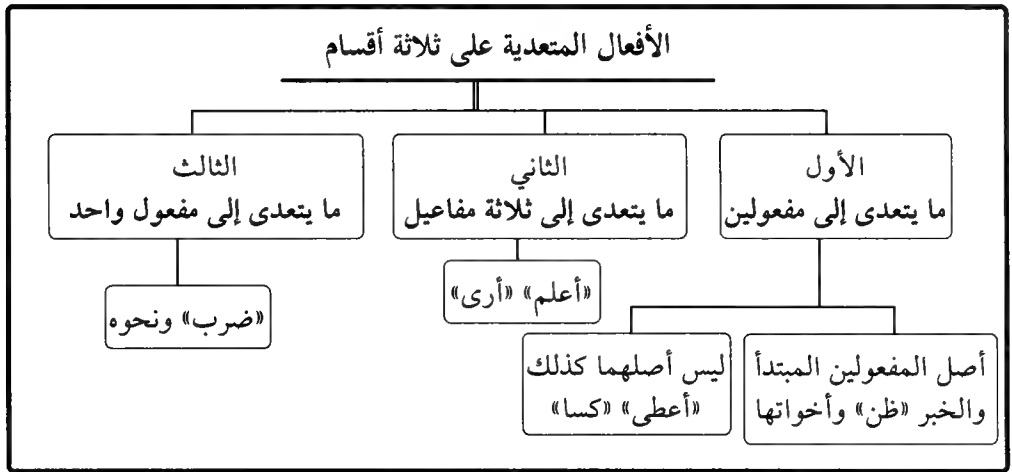 الأفعال المتعدية على ثلاثة أقسام
الأول
ما يتعدى إلى مفعولين
الثاني
ما يتعدى إلى ثلاثة مفاعيل
الثالث
ما يتعدى إلى مفعول واحد
أصل المفعولين المبتدأ
والخبر «ظن» وأخواتها
ليس أصلهما كذلك
«أعطى» «كسا»
«أعلم» «أرى»
«ضرب» ونحوه